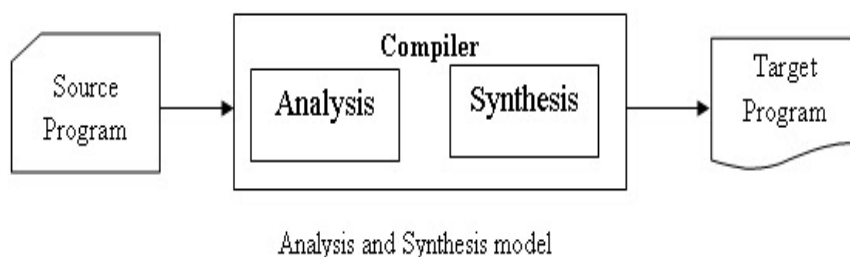 Compiler
Source
Program
Analysis
Synthesis
Target
Program
Analysis and Synthesis model